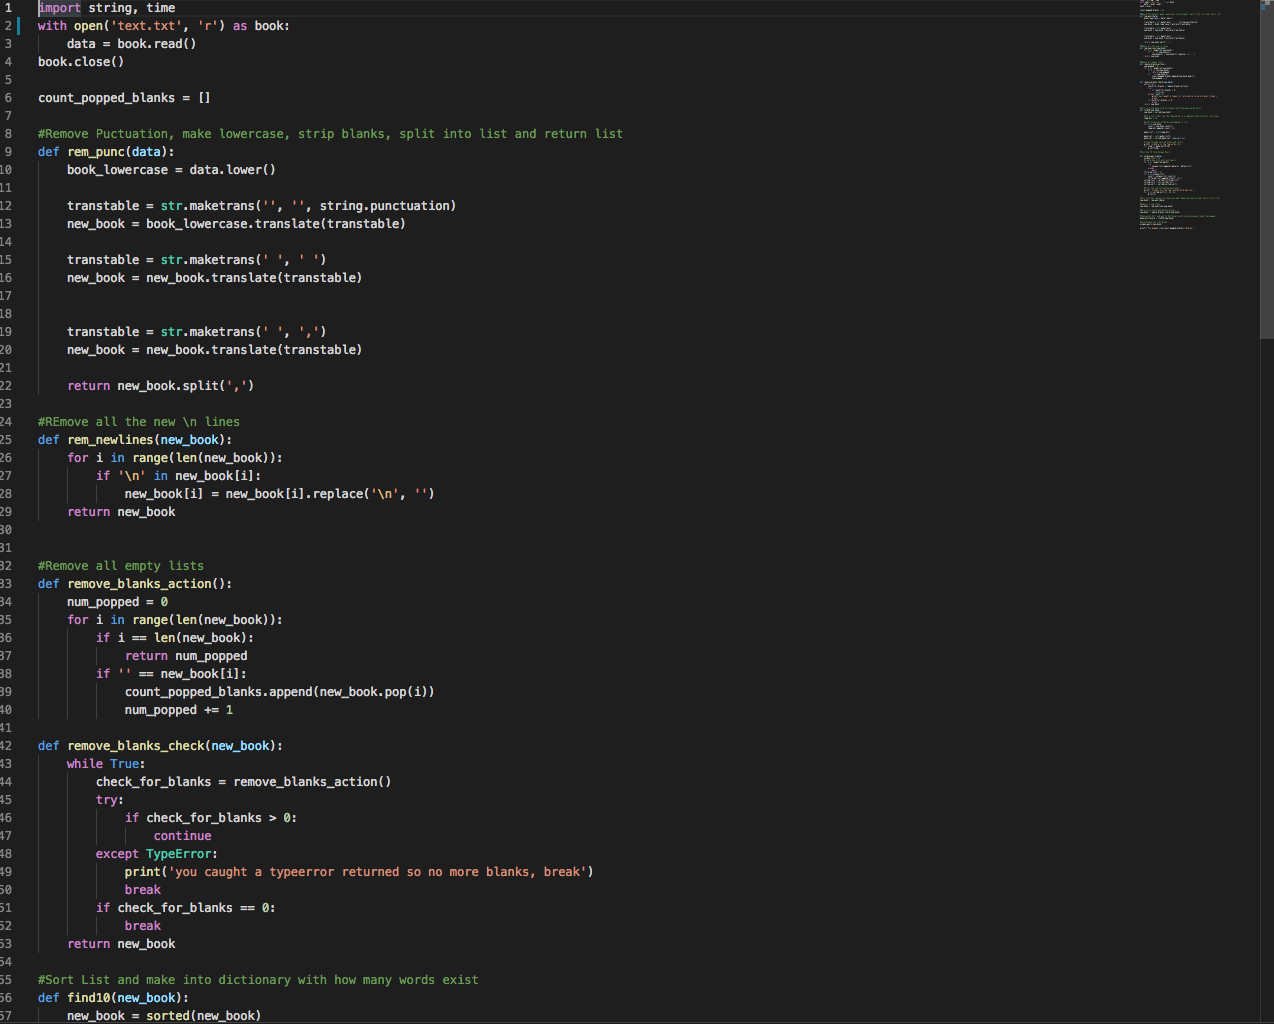 1 import string, time
2 with open('text.txt', 'r') as book:
3     data = book.read()
4 book.close()
5
6 count_popped_blanks = []
7
8 #Remove Puctuation, make lowercase, strip blanks, split into list and return list
9 def rem_punc(data):
10     book_lowercase = data.lower()
11
12     transtable = str.maketrans('', '', string.punctuation)
13     new_book = book_lowercase.translate(transtable)
14
15     transtable = str.maketrans(' ', ' ')
16     new_book = new_book.translate(transtable)
17
18
19     transtable = str.maketrans(' ', ',')
20     new_book = new_book.translate(transtable)
21
22     return new_book.split(',')
23
24 #REmove all the new \n lines
25 def rem_newlines(new_book):
26     for i in range(len(new_book)):
27         if '\n' in new_book[i]:
28             new_book[i] = new_book[i].replace('\n', '')
29     return new_book
30
31
32 #Remove all empty lists
33 def remove_blanks_action():
34     num_popped = 0
35     for i in range(len(new_book)):
36         if i == len(new_book):
37             return num_popped
38         if '' == new_book[i]:
39             count_popped_blanks.append(new_book.pop(i))
40             num_popped += 1
41
42 def remove_blanks_check(new_book):
43     while True:
44         check_for_blanks = remove_blanks_action()
45         try:
46             if check_for_blanks > 0:
47                 continue
48         except TypeError:
49             print('you caught a typeerror returned so no more blanks, break')
50             break
51         if check_for_blanks == 0:
52             break
53     return new_book
54
55 #Sort List and make into dictionary with how many words exist
56 def find10(new_book):
57     new_book = sorted(new_book)